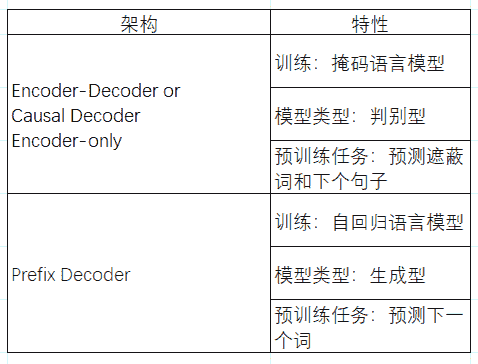 架构 特性
Encoder-Decoder or
Causal Decoder
Encoder-only
训练：掩码语言模型
模型类型：判别型
预训练任务：预测遮蔽
词和下个句子
Prefix Decoder
训练：自回归语言模型
模型类型：生成型
预训练任务：预测下一
个词